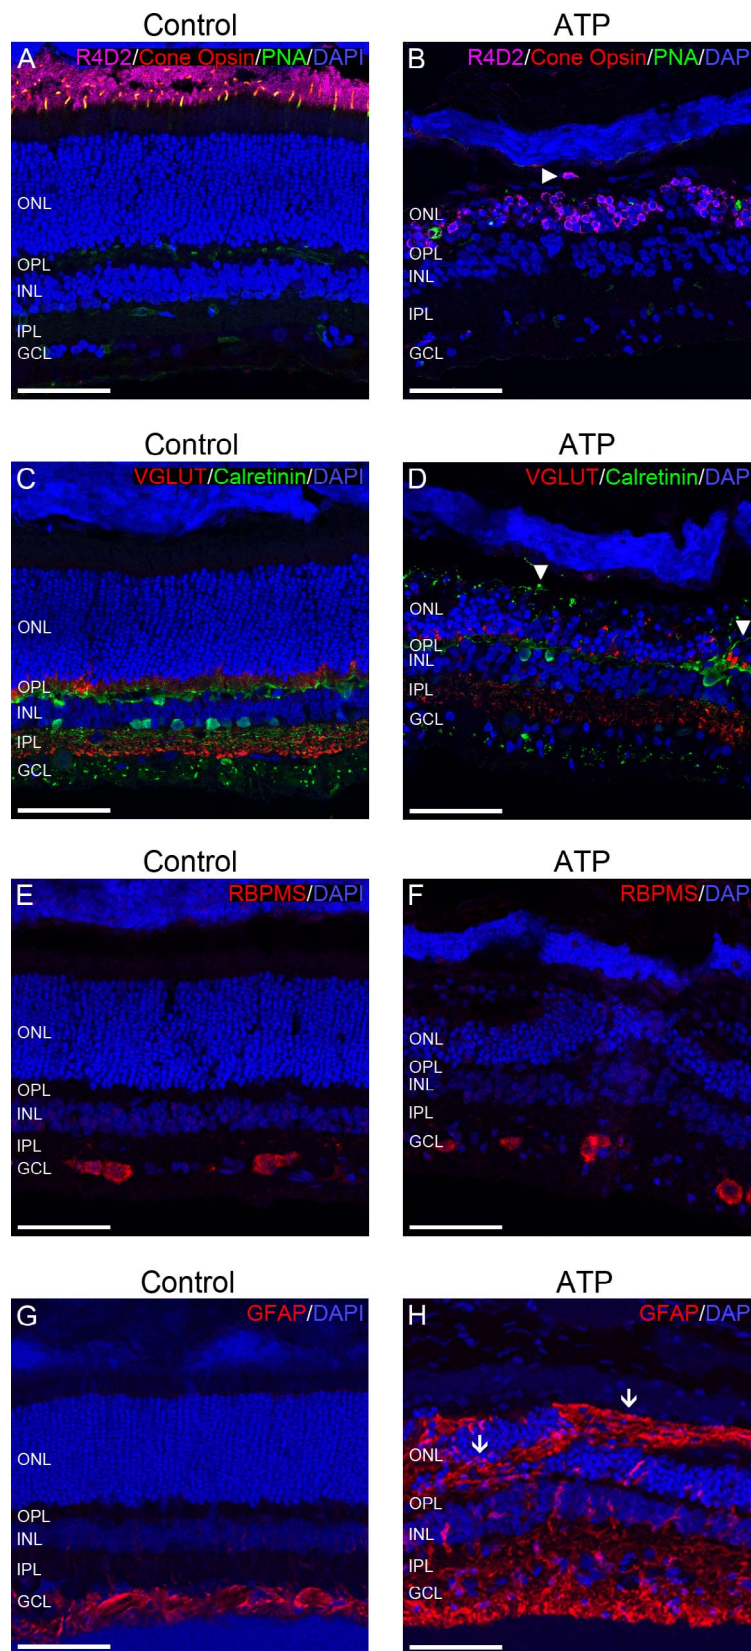 Control
ATP
A
R4D2/Cone Opsin/PNA/DAPI
ONL
OPL
INL
IPL
GCL
B
R4D2/Cone Opsin/PNA/DAP
ONL
OPL
INL
IPL
GCL
Control
ATP
C
VGLUT/Calretinin/DAPI
ONL
OPL
INL
IPL
GCL
D
VGLUT/Calretinin/DAP
ONL
OPL
INL
IPL
GCL
Control
ATP
E
RBPMS/DAPI
ONL
OPL
INL
IPL
GCL
F
RBPMS/DAP
ONL
OPL
INL
IPL
GCL
Control
ATP
G
GFAP/DAPI
ONL
OPL
INL
IPL
GCL
H
GFAP/DAP
ONL
OPL
INL
IPL
GCL